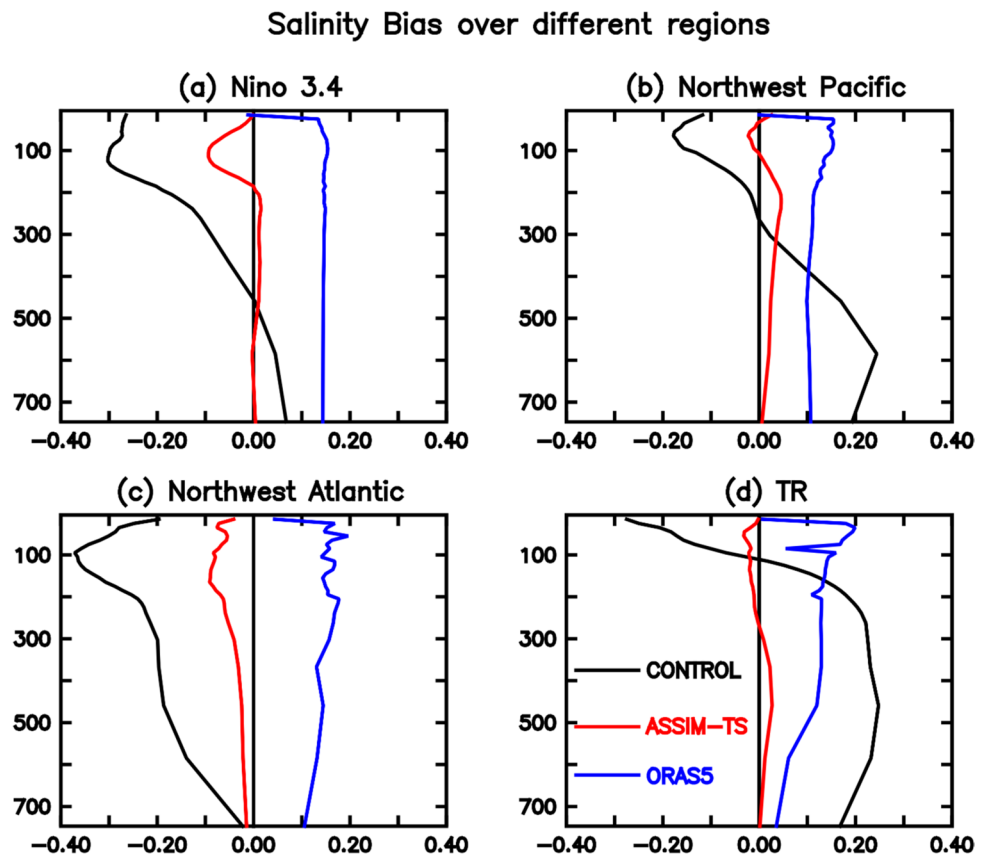 Salinity Bias over different regions
(a) Nino 3.4
(b) Northwest Pacific
100
300
500
700
−0.40 −0.20 0.00 0.20 0.40
100
300
500
700
−0.40 −0.20 0.00 0.20 0.40
(c) Northwest Atlantic
(d) TR
100
300
500
700
−0.40 −0.20 0.00 0.20 0.40
100
300
500
700
−0.40 −0.20 0.00 0.20 0.40
CONTROL
ASSIM−TS
ORAS5